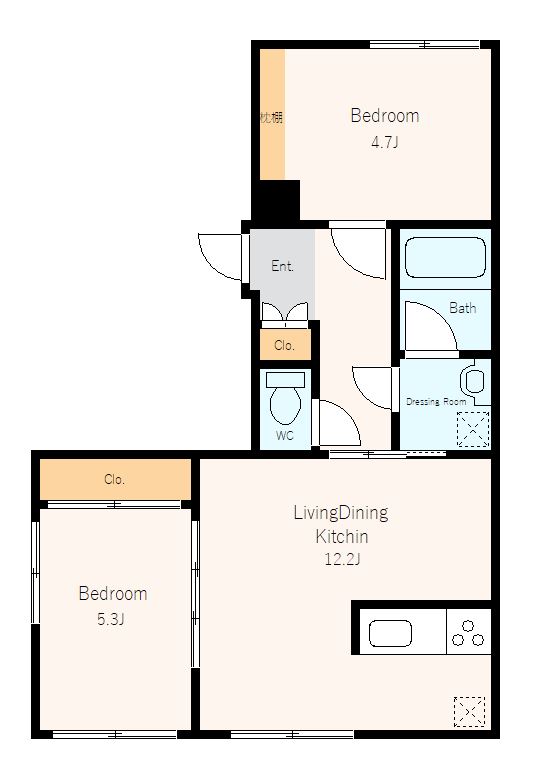 枕棚
Bedroom
4.7J
Ent.
Bath
Clo.
Dressing Room
WC
Clo.
LivingDining
Kitchin
12.2J
Bedroom
5.3J